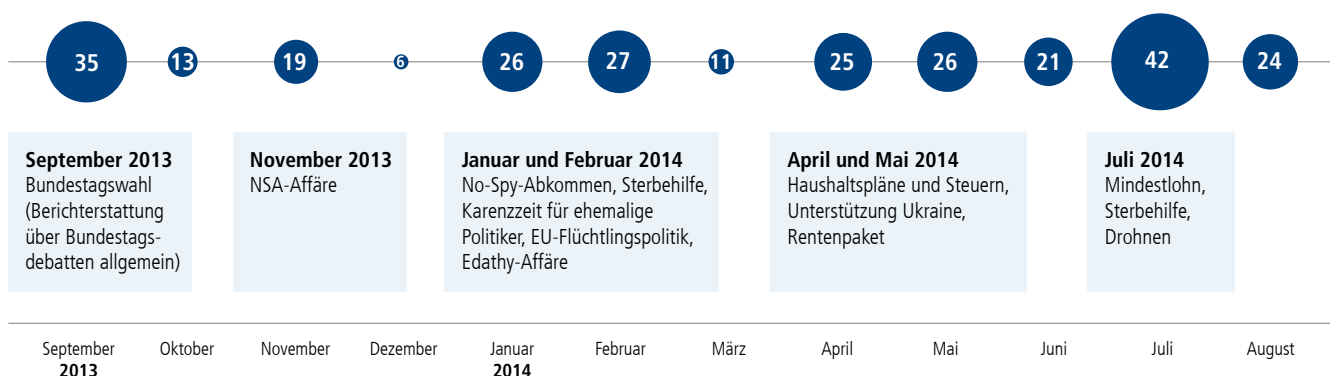 35 13 19 6 26 27 11 25 26 21 42 24
September 2013
Bundestagswahl
(Berichterstattung
über Bundestags-
debatten allgemein)
November 2013
NSA-Affäre
Januar und Februar 2014
No-Spy-Abkommen, Sterbehilfe,
Karenzzeit für ehemalige
Politiker, EU-Flüchtlingspolitik,
Edathy-Affäre
April und Mai 2014
Haushaltspläne und Steuern,
Unterstützung Ukraine,
Rentenpaket
Juli 2014
Mindestlohn,
Sterbehilfe,
Drohnen
September Oktober November Dezember Januar Februar März April Mai Juni Juli August
2013 2014